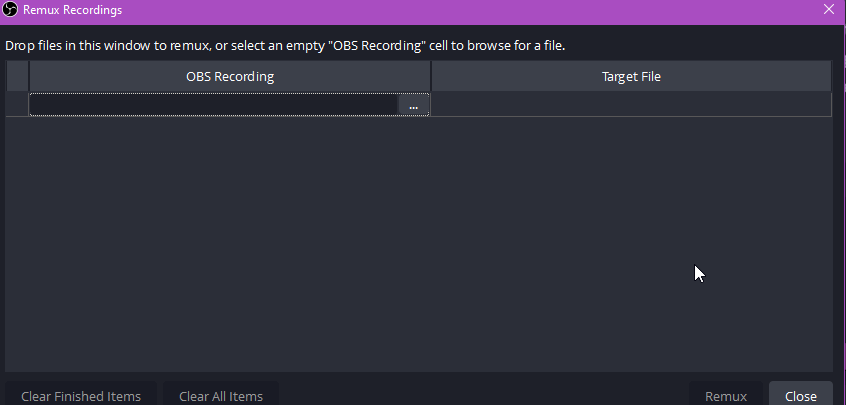 Remux Recordings
Drop files in this window to remux, or select an empty "OBS Recording" cell to browse for a file.
OBS Recording Target File
...
Clear Finished Items Clear All Items Remux Close